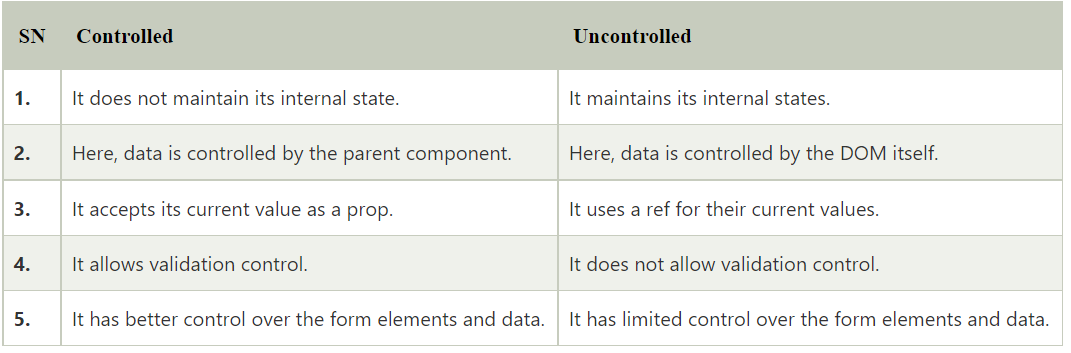 SN Controlled Uncontrolled
1. It does not maintain its internal state. It maintains its internal states.
2. Here, data is controlled by the parent component. Here, data is controlled by the DOM itself.
3. It accepts its current value as a prop. It uses a ref for their current values.
4. It allows validation control. It does not allow validation control.
5. It has better control over the form elements and data. It has limited control over the form elements and data.